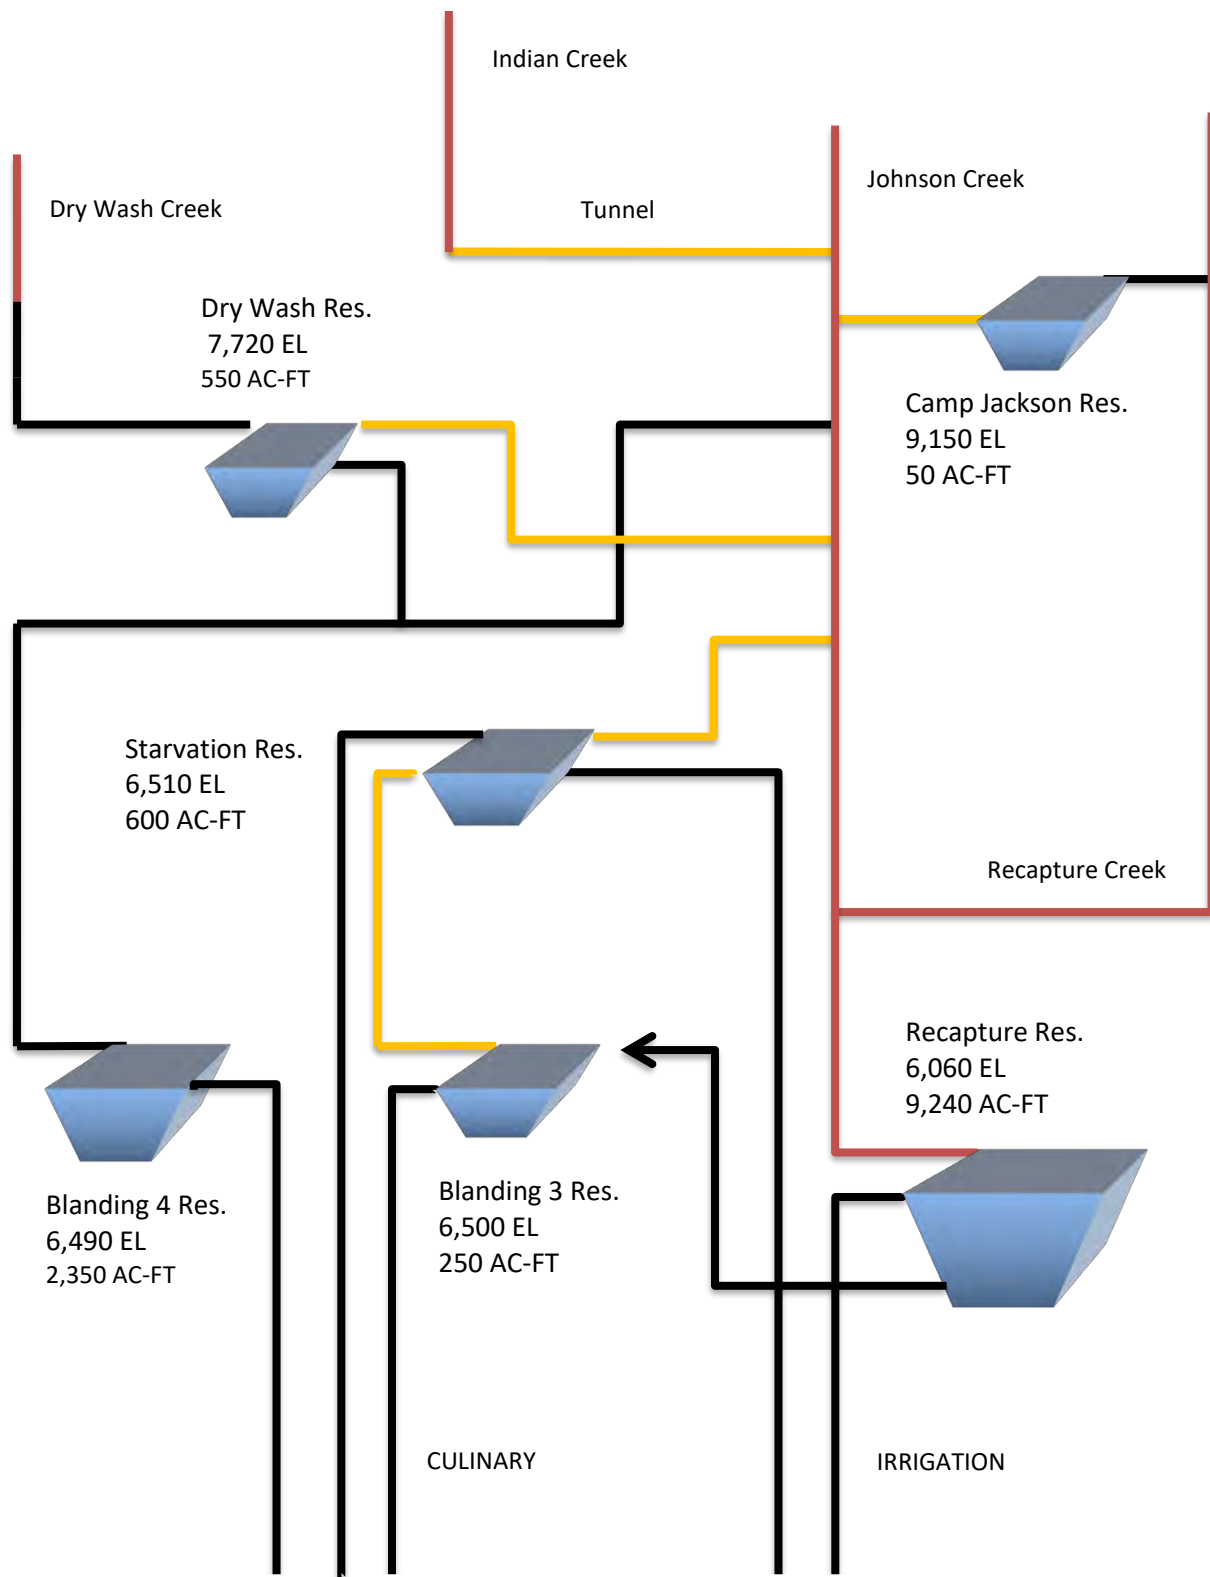 Indian Creek
Johnson Creek
Dry Wash Creek
Tunnel
Dry Wash Res.
7,720 EL
550 AC-FT
Camp Jackson Res.
9,150 EL
50 AC-FT
Starvation Res.
6,510 EL
600 AC-FT
Recapture Creek
Recapture Res.
6,060 EL
9,240 AC-FT
Blanding 4 Res.
6,490 EL
2,350 AC-FT
Blanding 3 Res.
6,500 EL
250 AC-FT
CULINARY
IRRIGATION